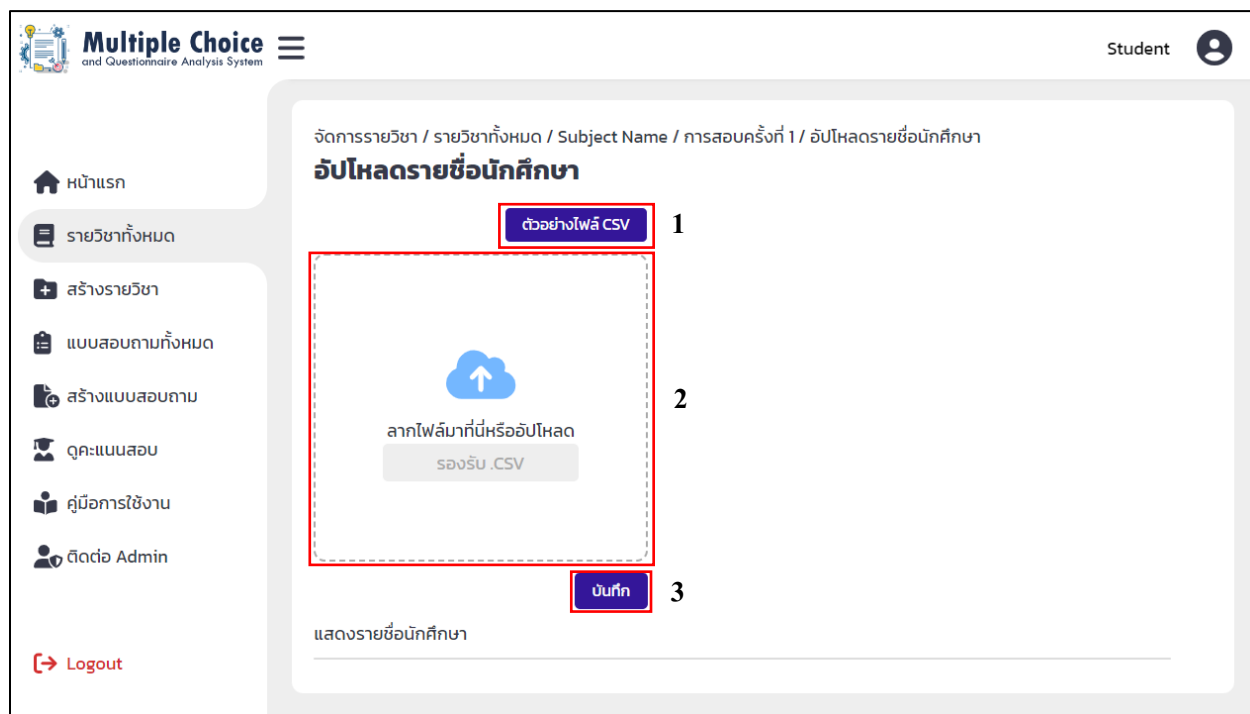 Multiple Choice
and Questionnaire Analysis System
Student
จัดการรายวิชา / รายวิชาทั้งหมด / Subject Name / การสอบครั้งที่ 1 / อัปโหลดรายชื่อนักศึกษา
อัปโหลดรายชื่อนักศึกษา
หน้าแรก
รายวิชาทั้งหมด
สร้างรายวิชา
แบบสอบถามทั้งหมด
สร้างแบบสอบถาม
ดูคะแนนสอบ
คู่มือการใช้งาน
ติดต่อ Admin
Logout
ตัวอย่างไฟล์ CSV
1
ลากไฟล์มาที่นี่หรืออัปโหลด
รองรับ .CSV
2
บันทึก
3
แสดงรายชื่อนักศึกษา